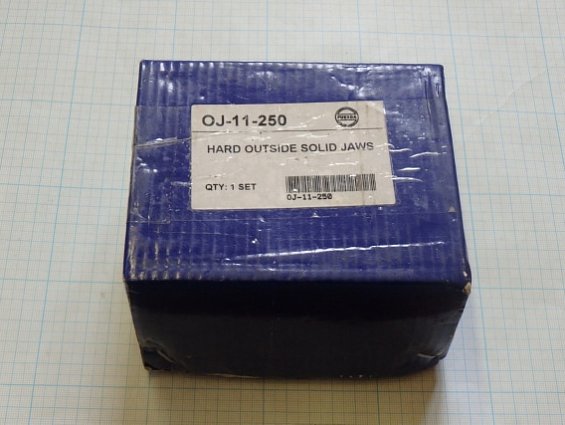 OJ-11-250
HARD OUTSIDE SOLID JAWS
QTY: 1 SET
OJ-11-250